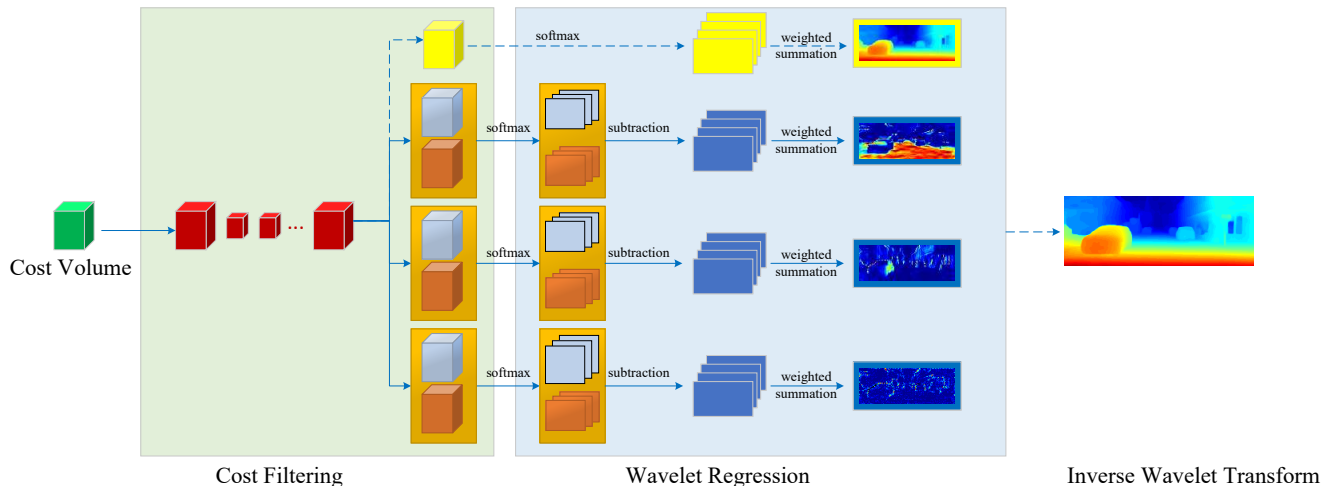 softmax
weighted
summation
softmax
subtraction
weighted
summation
...
Cost Volume
softmax
subtraction
weighted
summation
softmax
subtraction
weighted
summation
Cost Filtering
Wavelet Regression
Inverse Wavelet Transform